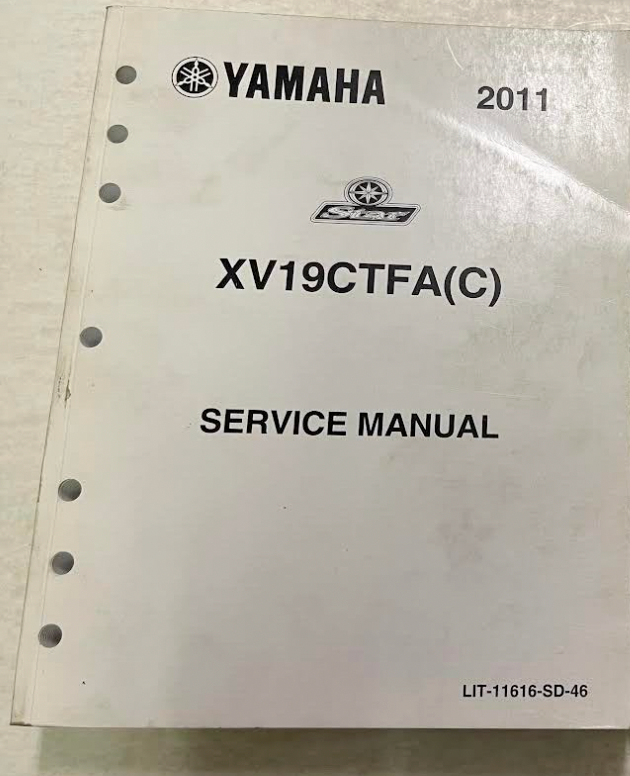 YAMAHA 2011
Star
XV19CTFA(C)
SERVICE MANUAL
LIT-11616-SD-46